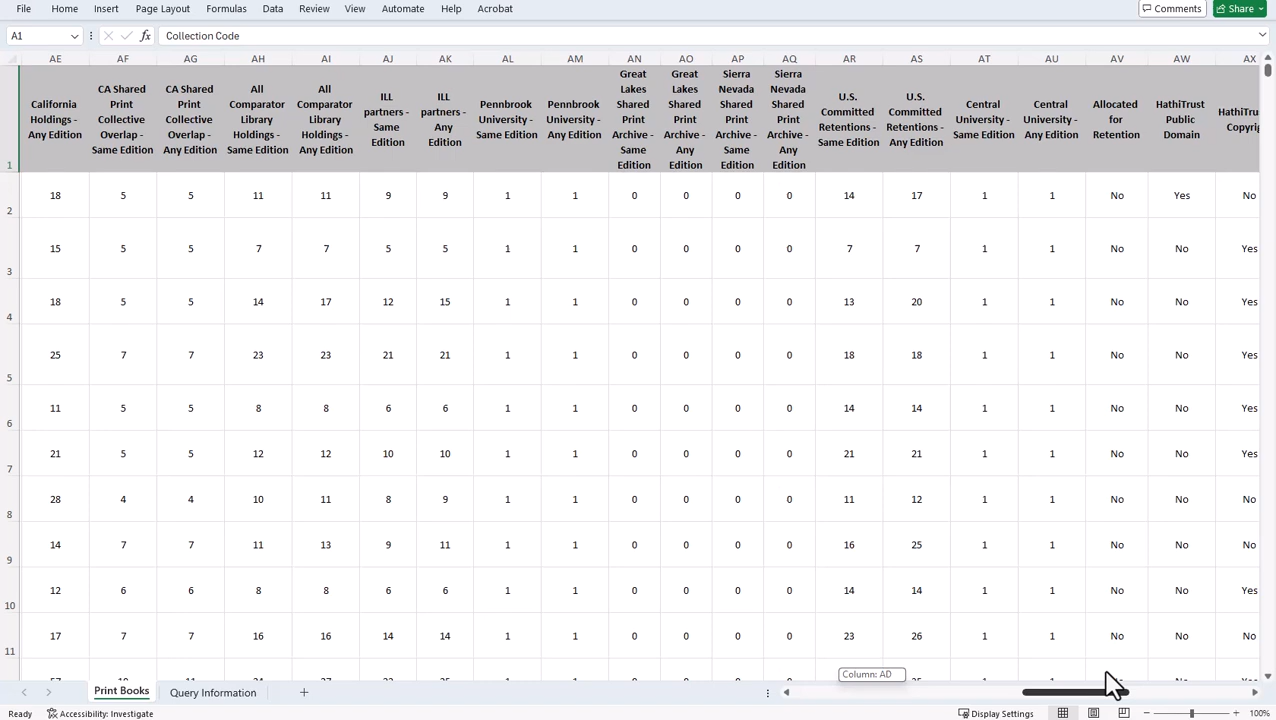 File Home Insert Page Layout Formulas Data Review View Automate Help Acrobat Comments Share
A1 fx Collection Code
AE AF AG AH AI AJ AK AL AM AN AO AP AQ AR AS AT AU AV AW AX
California Holdings - Any Edition
CA Shared Print Collective Overlap - Same Edition
CA Shared Print Collective Overlap - Any Edition
All Comparator Library Holdings - Same Edition
All Comparator Library Holdings - Any Edition
ILL partners - Same Edition
ILL partners - Any Edition
Pennbrook University - Same Edition
Pennbrook University - Any Edition
Great Lakes Shared Print Archive - Same Edition
Great Lakes Shared Print Archive - Any Edition
Sierra Nevada Shared Print Archive - Same Edition
Sierra Nevada Shared Print Archive - Any Edition
U.S. Committed Retentions - Same Edition
U.S. Committed Retentions - Any Edition
Central University - Same Edition
Central University - Any Edition
Allocated for Retention
HathiTrust Public Domain
HathiTru Copyrig
1
2 18 5 5 11 11 9 9 1 1 0 0 0 0 14 17 1 1 No Yes No
3 15 5 5 7 7 5 5 1 1 0 0 0 0 7 7 1 1 No No Yes
4 18 5 5 14 17 12 15 1 1 0 0 0 0 13 20 1 1 No No Yes
5 25 7 7 23 23 21 21 1 1 0 0 0 0 18 18 1 1 No No Yes
6 11 5 5 8 8 6 6 1 1 0 0 0 0 14 14 1 1 No No Yes
7 21 5 5 12 12 10 10 1 1 0 0 0 0 21 21 1 1 No No Yes
8 28 4 4 10 11 8 9 1 1 0 0 0 0 11 12 1 1 No No No
9 14 7 7 11 13 9 11 1 1 0 0 0 0 16 25 1 1 No No No
10 12 6 6 8 8 6 6 1 1 0 0 0 0 14 14 1 1 No No Yes
11 17 7 7 16 16 14 14 1 1 0 0 0 0 23 26 1 1 No No No
Column: AD
Print Books Query Information
Ready Accessibility: Investigate Display Settings 100%